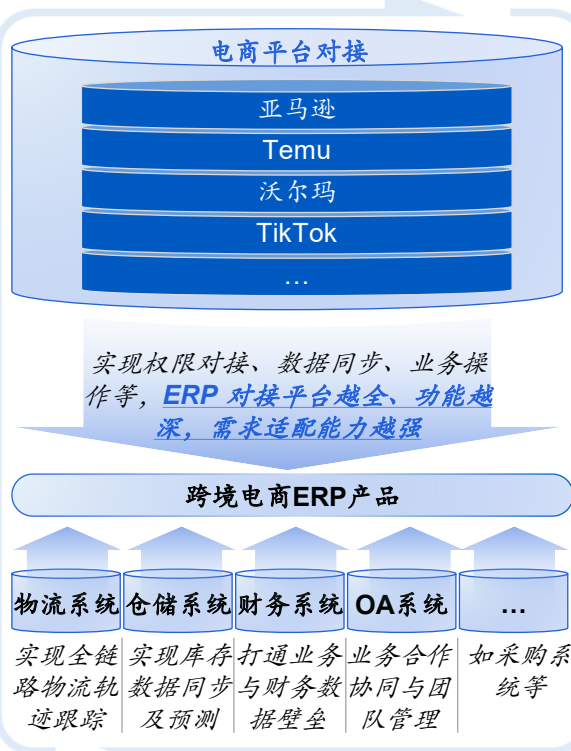 电商平台对接
亚马逊
Temu
沃尔玛
TikTok
…
实现权限对接、数据同步、业务操
作等，ERP 对接平台越全、功能越
深，需求适配能力越强
跨境电商ERP产品
物流系统
仓储系统
财务系统
OA系统
…
实现全链
路物流轨
迹跟踪
实现库存
数据同步
及预测
打通业务
与财务数
据壁垒
业务合作
协同与团
队管理
如采购系
统等